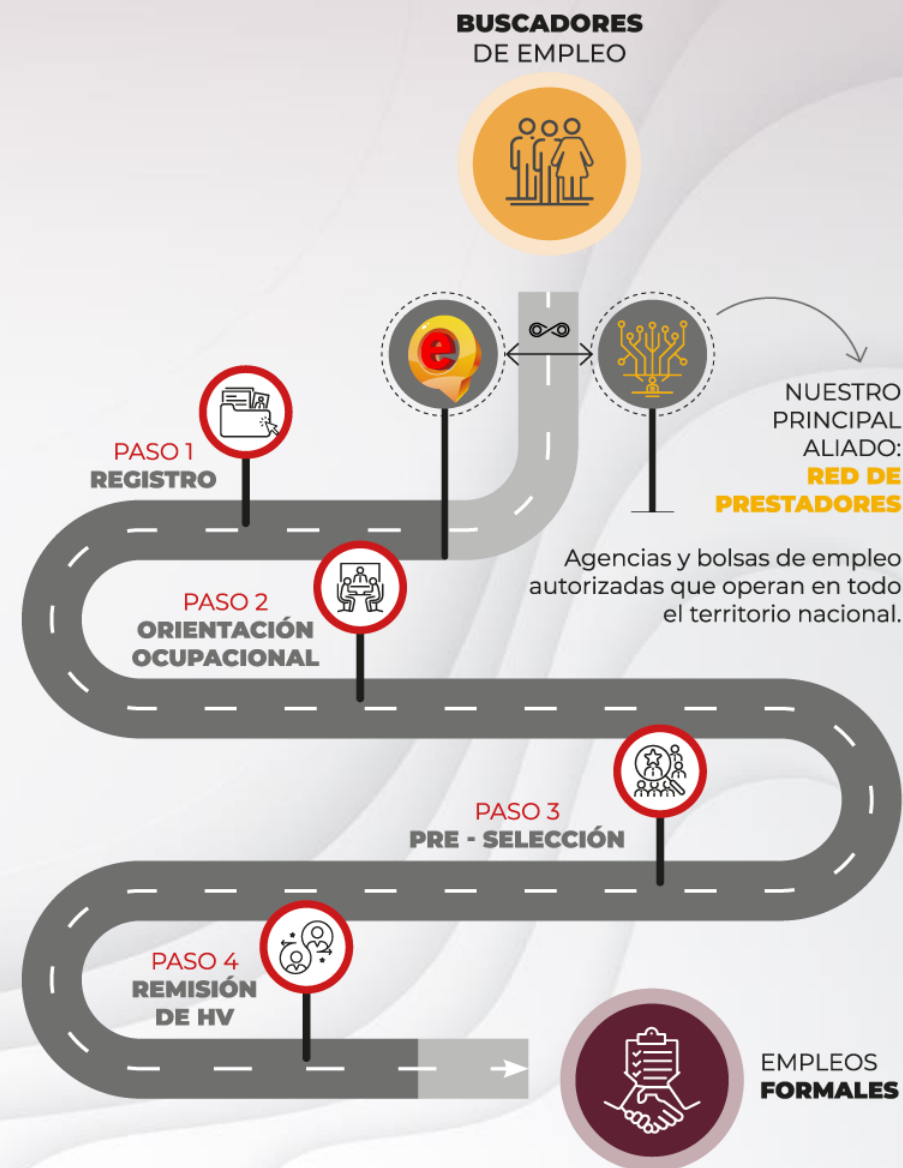 BUSCADORES
DE EMPLEO
e
NUESTRO
PRINCIPAL
ALIADO:
RED DE
PRESTADORES
Agencias y bolsas de empleo
autorizadas que operan en todo
el territorio nacional.
PASO 1
REGISTRO
PASO 2
ORIENTACIÓN
OCUPACIONAL
PASO 3
PRE - SELECCIÓN
PASO 4
REMISIÓN
DE HV
EMPLEOS
FORMALES